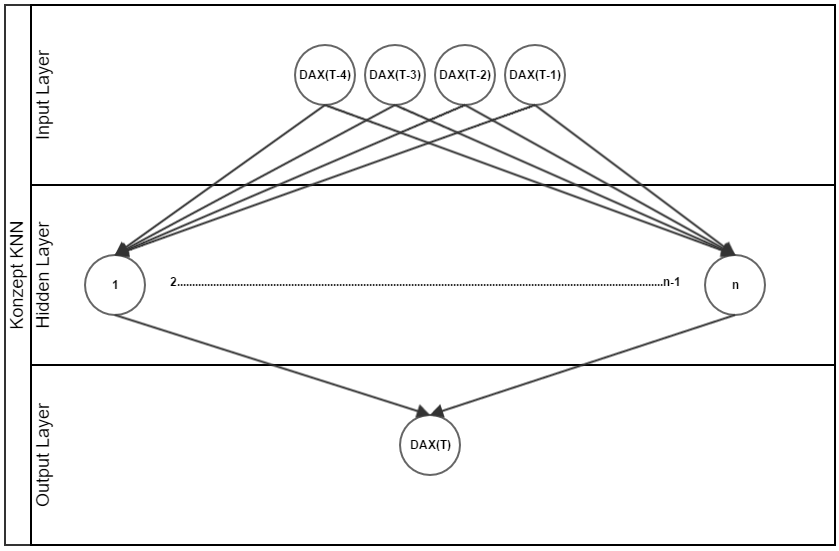 Konzept KNN
Input Layer
DAX(T-4)
DAX(T-3)
DAX(T-2)
DAX(T-1)
Hidden Layer
1
2....................................................................................................................................................n-1
n
Output Layer
DAX(T)